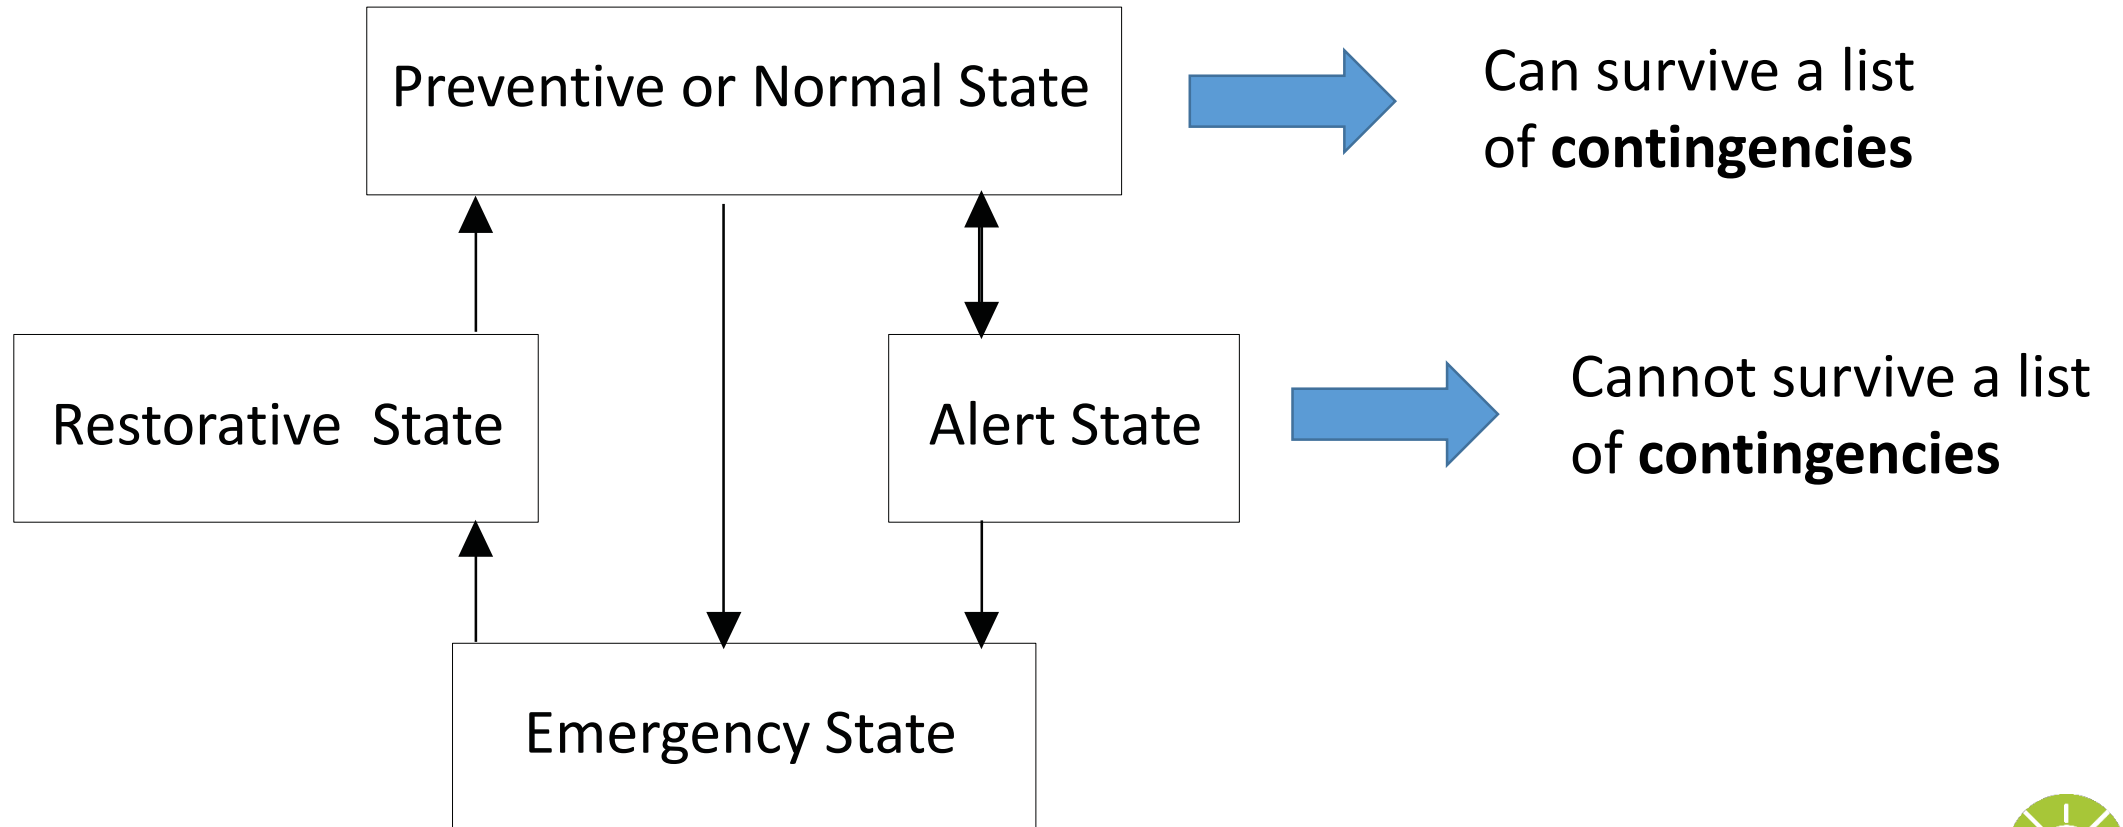 Preventive or Normal State
Can survive a list
of contingencies
Restorative State
Alert State
Cannot survive a list
of contingencies
Emergency State